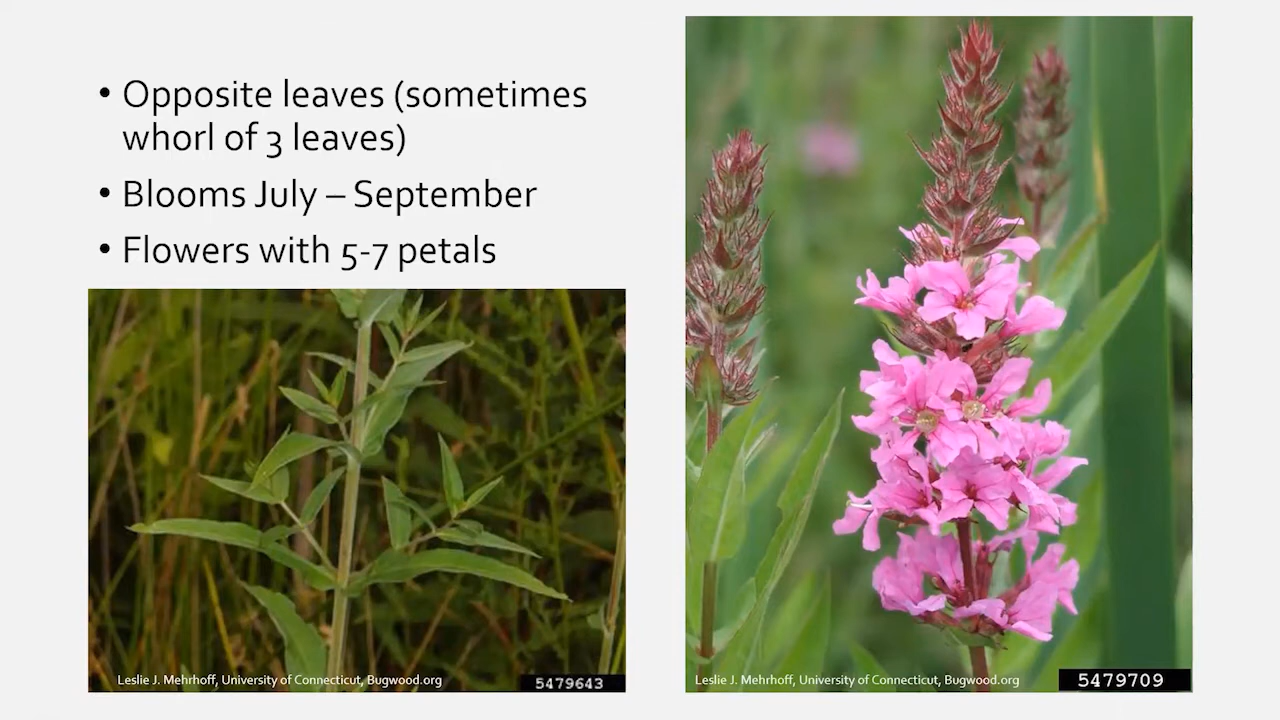 • Opposite leaves (sometimes
whorl of 3 leaves)
• Blooms July – September
• Flowers with 5-7 petals
Leslie J. Mehrhoff, University of Connecticut, Bugwood.org
5479643
Leslie J. Mehrhoff, University of Connecticut, Bugwood.org
5479709